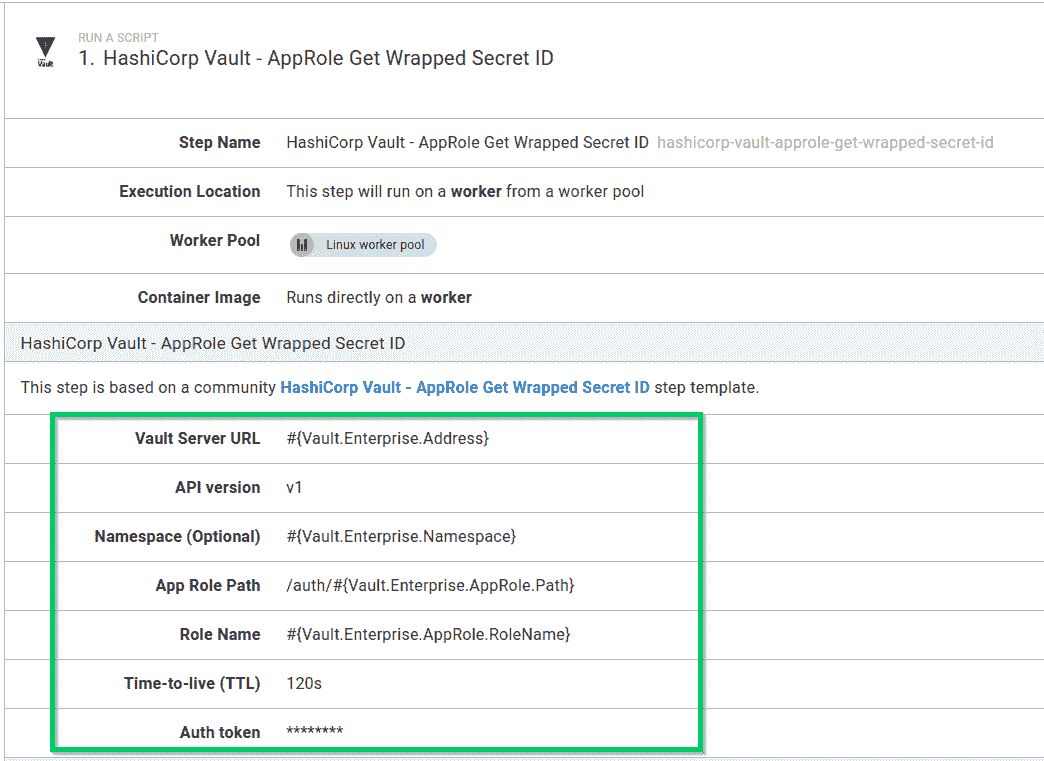 RUN A SCRIPT
1. HashiCorp Vault - AppRole Get Wrapped Secret ID
Vault
Step Name HashiCorp Vault - AppRole Get Wrapped Secret ID hashicorp-vault-approle-get-wrapped-secret-id
Execution Location This step will run on a worker from a worker pool
Worker Pool Linux worker pool
Container Image Runs directly on a worker
HashiCorp Vault - AppRole Get Wrapped Secret ID
This step is based on a community HashiCorp Vault - AppRole Get Wrapped Secret ID step template.
Vault Server URL #{Vault.Enterprise.Address}
API version v1
Namespace (Optional) #{Vault.Enterprise.Namespace}
App Role Path /auth/#{Vault.Enterprise.AppRole.Path}
Role Name #{Vault.Enterprise.AppRole.RoleName}
Time-to-live (TTL) 120s
Auth token ********